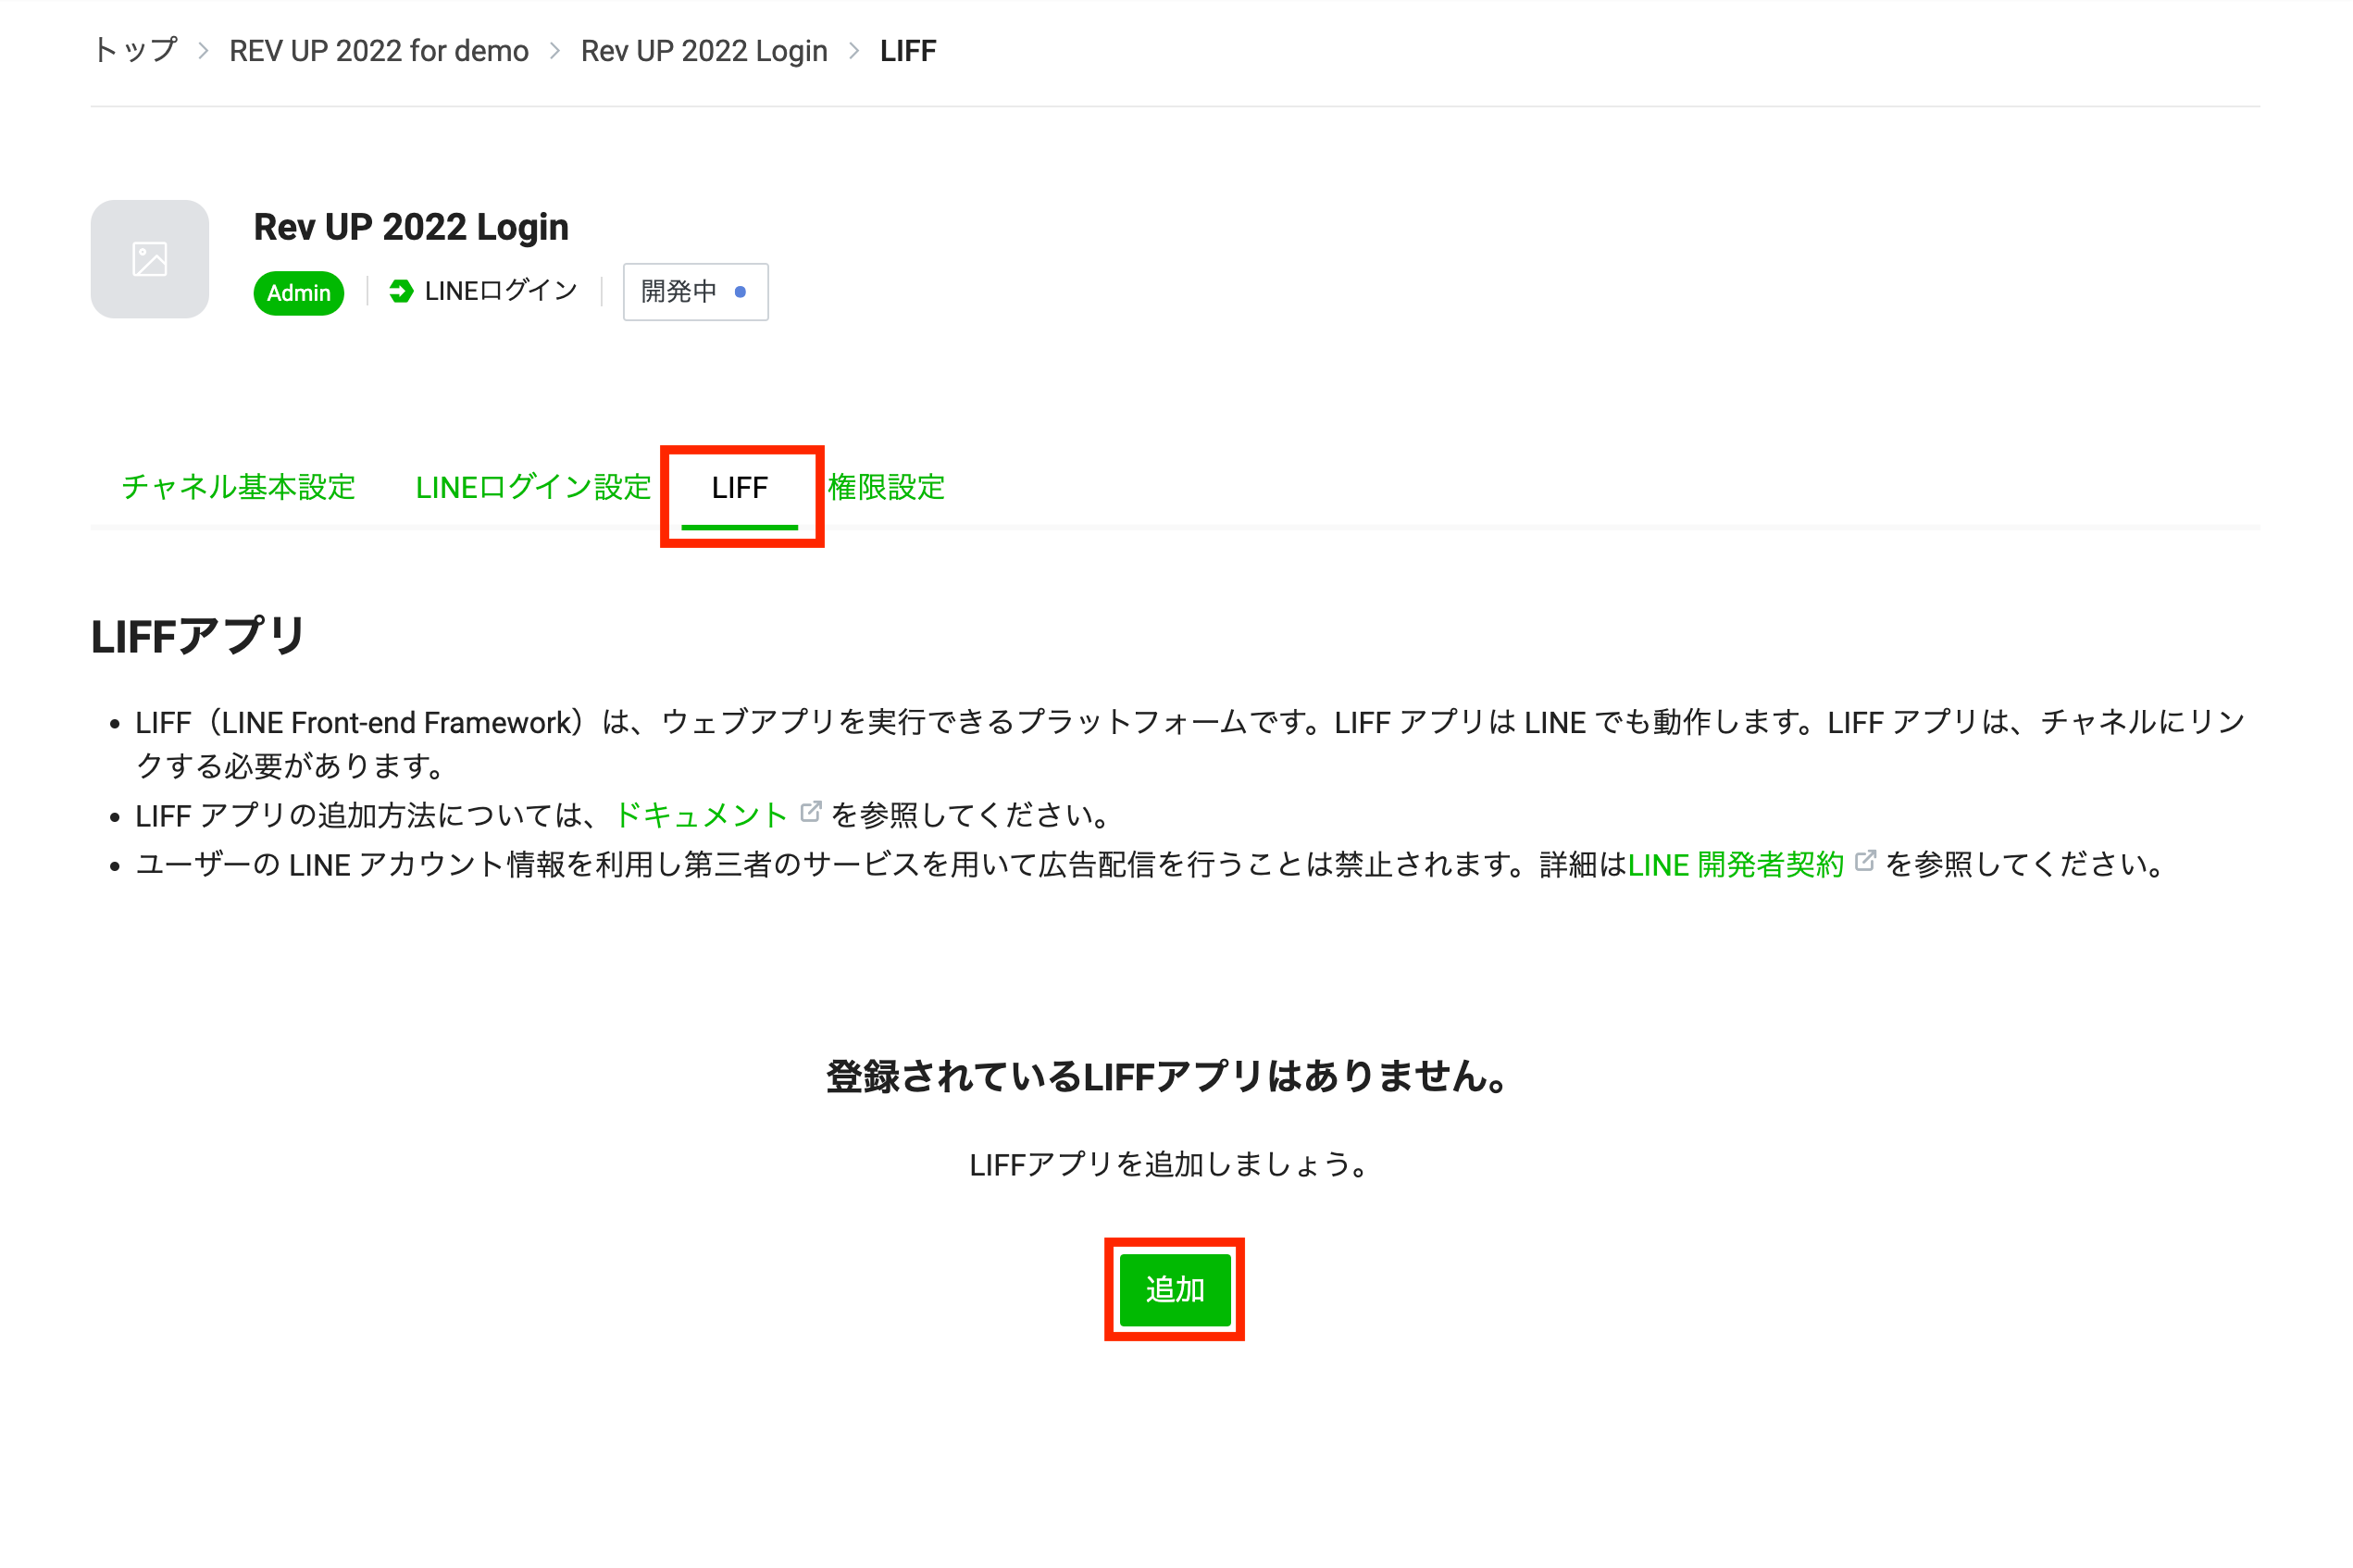 トップ > REV UP 2022 for demo > Rev UP 2022 Login > LIFF
Rev UP 2022 Login
Admin LINEログイン 開発中
チャネル基本設定 LINEログイン設定 LIFF 権限設定
LIFFアプリ
• LIFF（LINE Front-end Framework）は、ウェブアプリを実行できるプラットフォームです。LIFF アプリは LINE でも動作します。LIFF アプリは、チャネルにリン
クする必要があります。
• LIFF アプリの追加方法については、ドキュメント を参照してください。
• ユーザーの LINE アカウント情報を利用し第三者のサービスを用いて広告配信を行うことは禁止されます。詳細はLINE 開発者契約 を参照してください。
登録されているLIFFアプリはありません。
LIFFアプリを追加しましょう。
追加